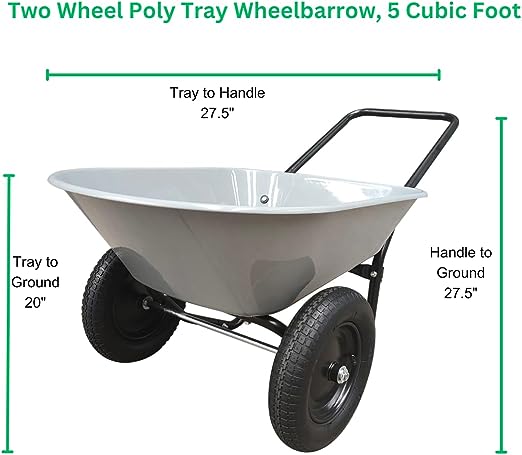 Two Wheel Poly Tray Wheelbarrow, 5 Cubic Foot
Tray to Handle
27.5"
Tray to
Ground
20"
Handle to
Ground
27.5"